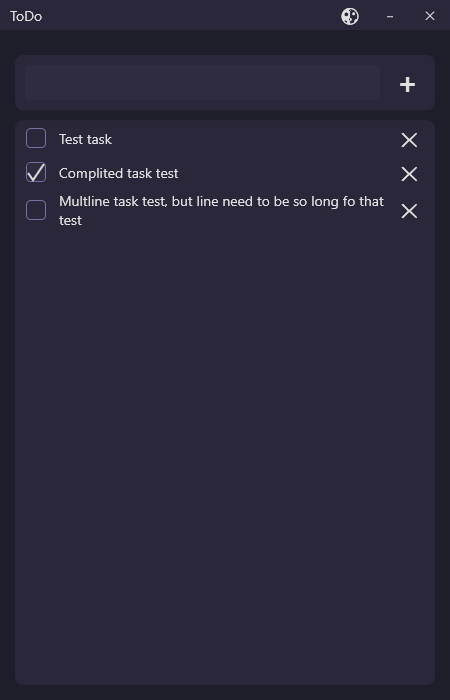 ToDo
Test task
Complited task test
Multline task test, but line need to be so long fo that
test